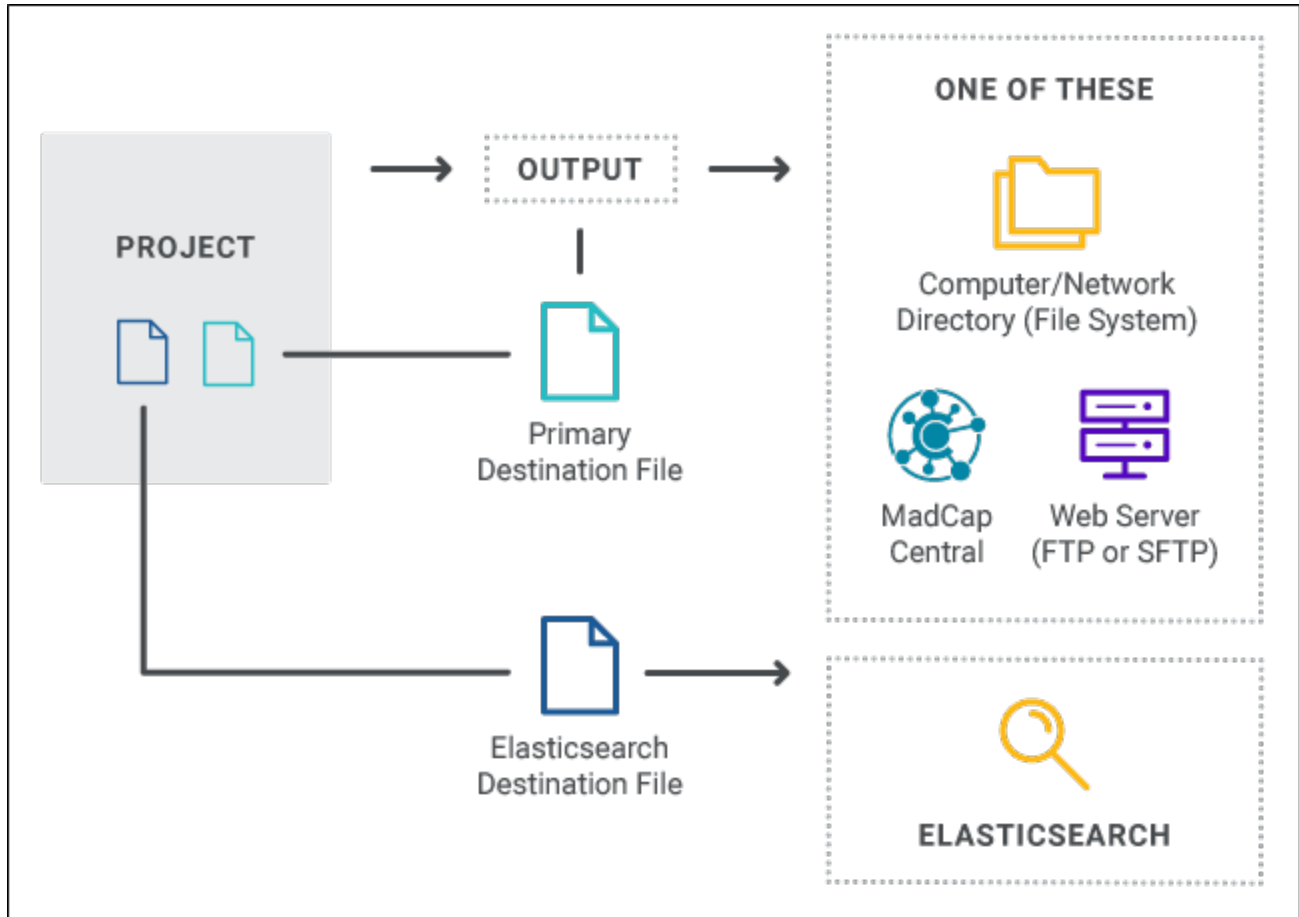 PROJECT
OUTPUT
Primary
Destination File
Elasticsearch
Destination File
ONE OF THESE
Computer/Network
Directory (File System)
MadCap
Central
Web Server
(FTP or SFTP)
ELASTICSEARCH